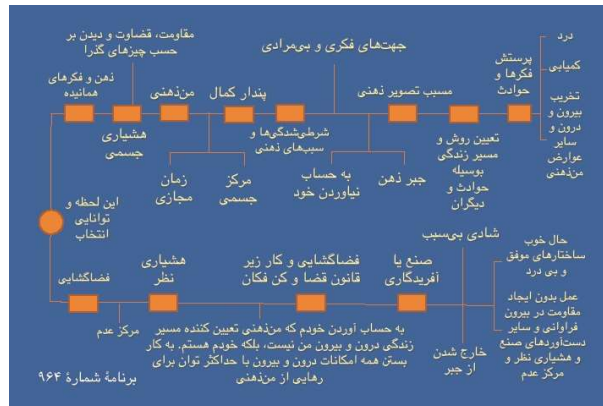 مقاومت، قضاوت و دیدن بر
حسب چیزهای گذرا
ذهن و فکرهای
همانیده
هشیاری
جسمی
من‌ذهنی
زمان
مجازی
مرکز
جسمی
پندار کمال
شرطی‌شدگی‌ها و
سبب‌های ذهنی
جهت‌های فکری و بی‌مرادی
به حساب
نیاوردن خود
جبر ذهن
مسبب تصویر ذهنی
تعیین روش و
مسیر زندگی
بوسیله
حوادث و
دیگران
پرستش
فکرها و
حوادث
درد
کمیابی
تخریب
بیرون و
درون و
سایر
عوارض
من‌ذهنی
این لحظه و
توانایی
انتخاب
فضاگشایی
مرکز عدم
هشیاری
نظر
فضاگشایی و کار زیر
قانون قضا و کن فکان
به حساب آوردن خودم که من‌ذهنی تعیین کننده مسیر
زندگی درون و بیرون من نیست، بلکه خودم هستم. به کار
بستن همه امکانات درون و بیرون با حداکثر توان برای
رهایی از من‌ذهنی
صنع یا
آفریدگاری
شادی بی‌سبب
خارج شدن
از جبر
حال خوب
ساختارهای موفق
و بی درد
عمل بدون ایجاد
مقاومت در بیرون
فراوانی و سایر
دست‌آوردهای صنع
و هشیاری نظر و
مرکز عدم
برنامهٔ شمارهٔ ۹۶۴